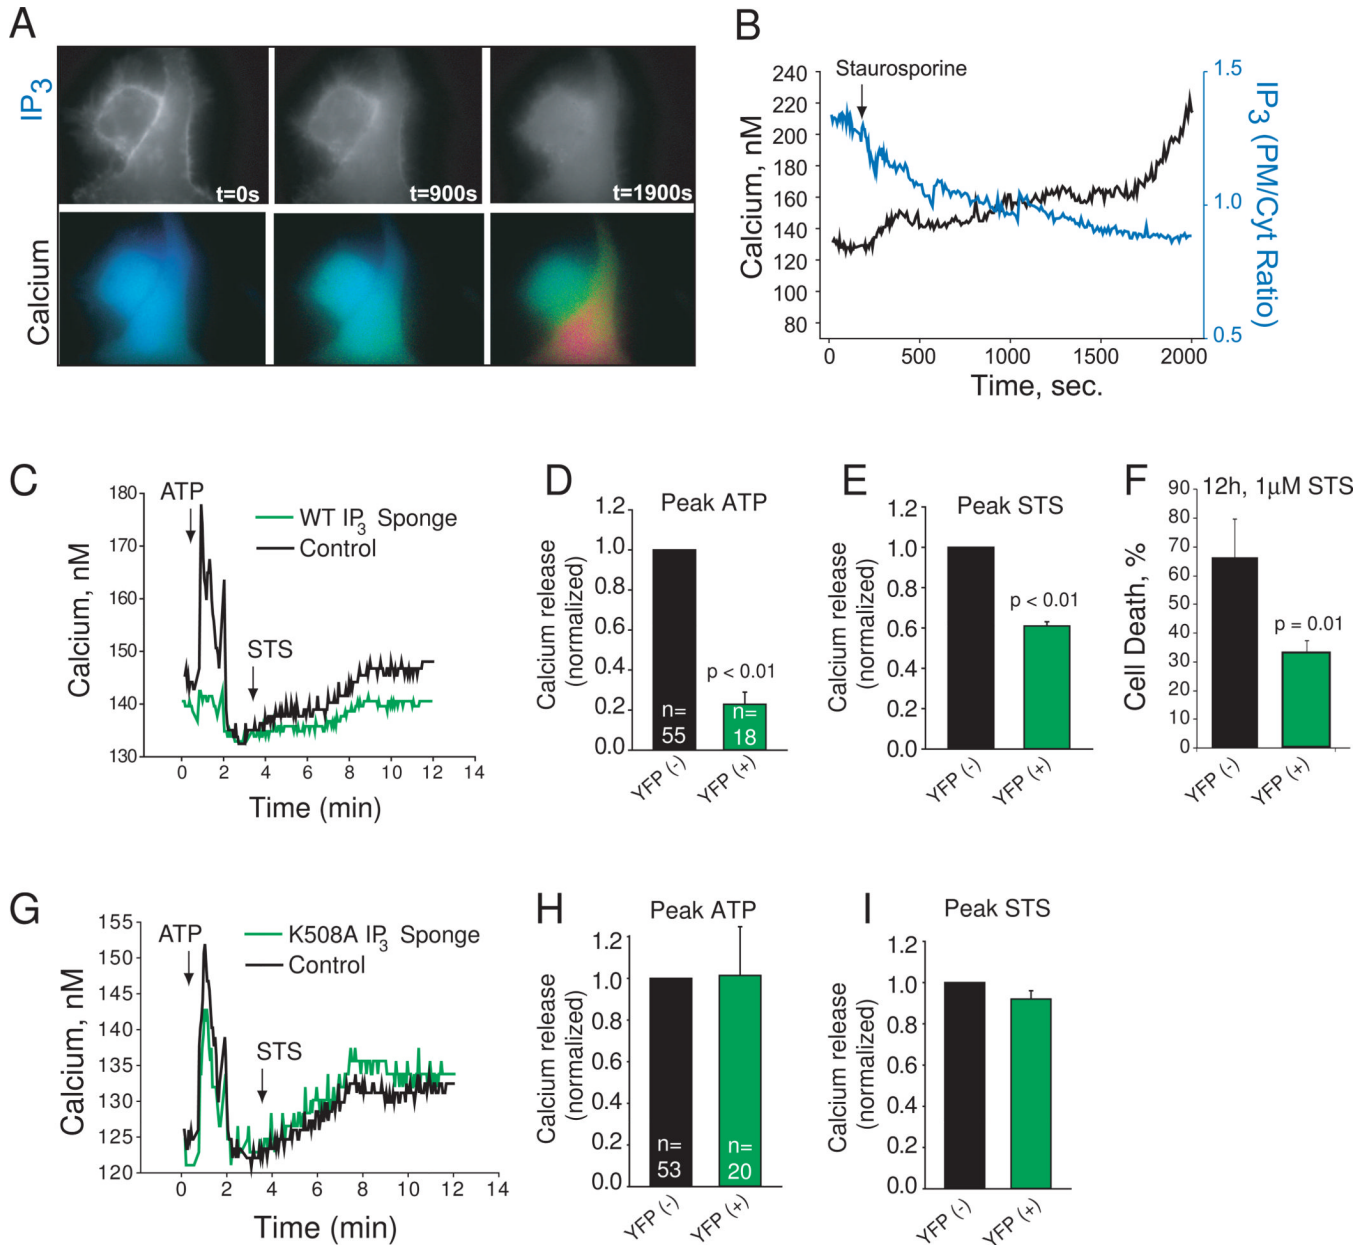 A
IP3
t=0s
t=900s
t=1900s
Calcium
B
Staurosporine
240
220
200
180
160
140
120
100
80
Calcium, nM
1.5
1.0
0.5
IP3 (PM/Cyt Ratio)
0
500
1000
1500
2000
Time, sec.
C
ATP
WT IP3 Sponge
Control
STS
180
170
160
150
140
130
Calcium, nM
0 2 4 6 8 10 12 14
Time (min)
D
Peak ATP
1.2
1.0
0.8
0.6
0.4
0.2
0.0
Calcium release
(normalized)
p < 0.01
n=
55
n=
18
YFP (-)
YFP (+)
E
Peak STS
1.2
1.0
0.8
0.6
0.4
0.2
0.0
Calcium release
(normalized)
p < 0.01
YFP (-)
YFP (+)
F
12h, 1µM STS
90
80
70
60
50
40
30
20
10
0
Cell Death, %
p = 0.01
YFP (-)
YFP (+)
G
ATP
K508A IP3 Sponge
Control
STS
155
150
145
140
135
130
125
120
Calcium, nM
0 2 4 6 8 10 12 14
Time (min)
H
Peak ATP
1.2
1.0
0.8
0.6
0.4
0.2
0.0
Calcium release
(normalized)
n=
53
n=
20
YFP (-)
YFP (+)
I
Peak STS
1.2
1.0
0.8
0.6
0.4
0.2
0.0
Calcium release
(normalized)
YFP (-)
YFP (+)